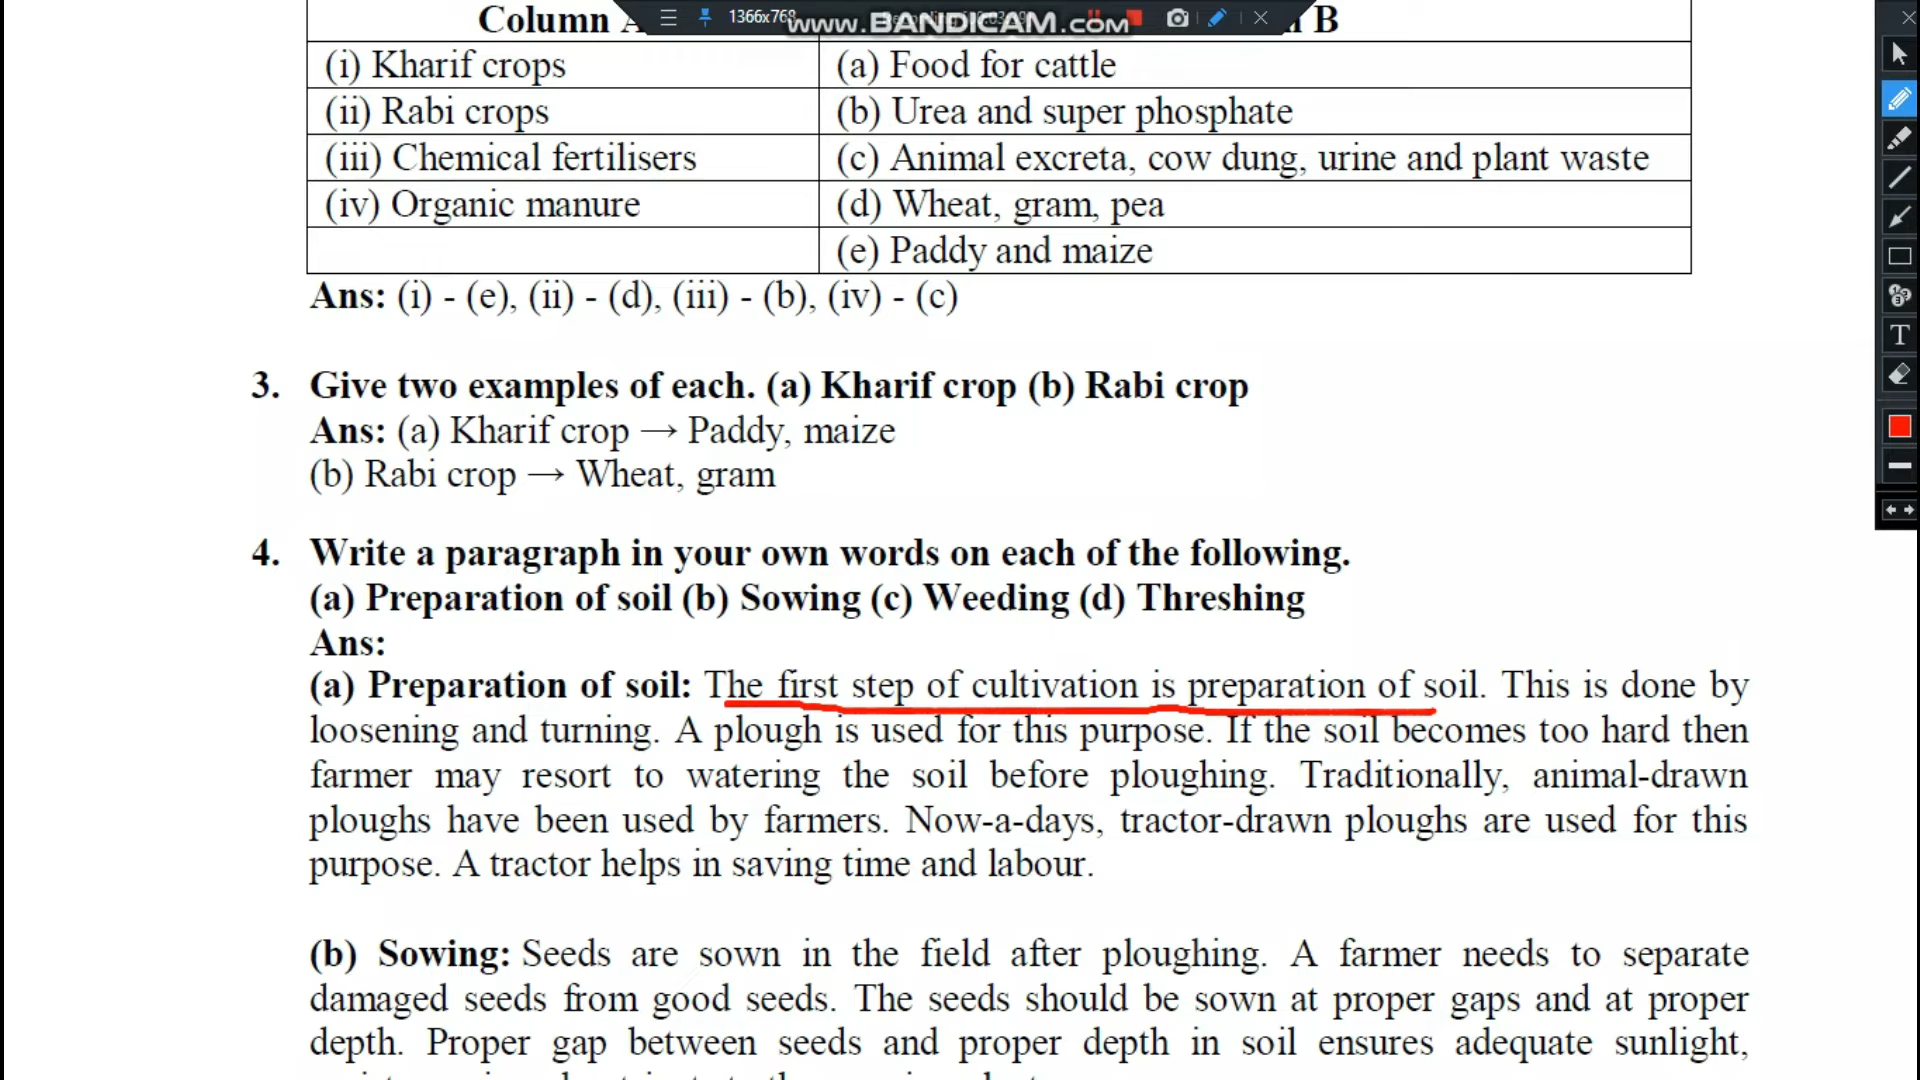 Column A
B
1366x768
www.BANDICAM.com
(i) Kharif crops
(a) Food for cattle
(ii) Rabi crops
(b) Urea and super phosphate
(iii) Chemical fertilisers
(c) Animal excreta, cow dung, urine and plant waste
(iv) Organic manure
(d) Wheat, gram, pea
(e) Paddy and maize
Ans: (i) - (e), (ii) - (d), (iii) - (b), (iv) - (c)
3. Give two examples of each. (a) Kharif crop (b) Rabi crop
Ans: (a) Kharif crop → Paddy, maize
(b) Rabi crop → Wheat, gram
4. Write a paragraph in your own words on each of the following.
(a) Preparation of soil (b) Sowing (c) Weeding (d) Threshing
Ans:
(a) Preparation of soil: The first step of cultivation is preparation of soil. This is done by
loosening and turning. A plough is used for this purpose. If the soil becomes too hard then
farmer may resort to watering the soil before ploughing. Traditionally, animal-drawn
ploughs have been used by farmers. Now-a-days, tractor-drawn ploughs are used for this
purpose. A tractor helps in saving time and labour.
(b) Sowing: Seeds are sown in the field after ploughing. A farmer needs to separate
damaged seeds from good seeds. The seeds should be sown at proper gaps and at proper
depth. Proper gap between seeds and proper depth in soil ensures adequate sunlight,